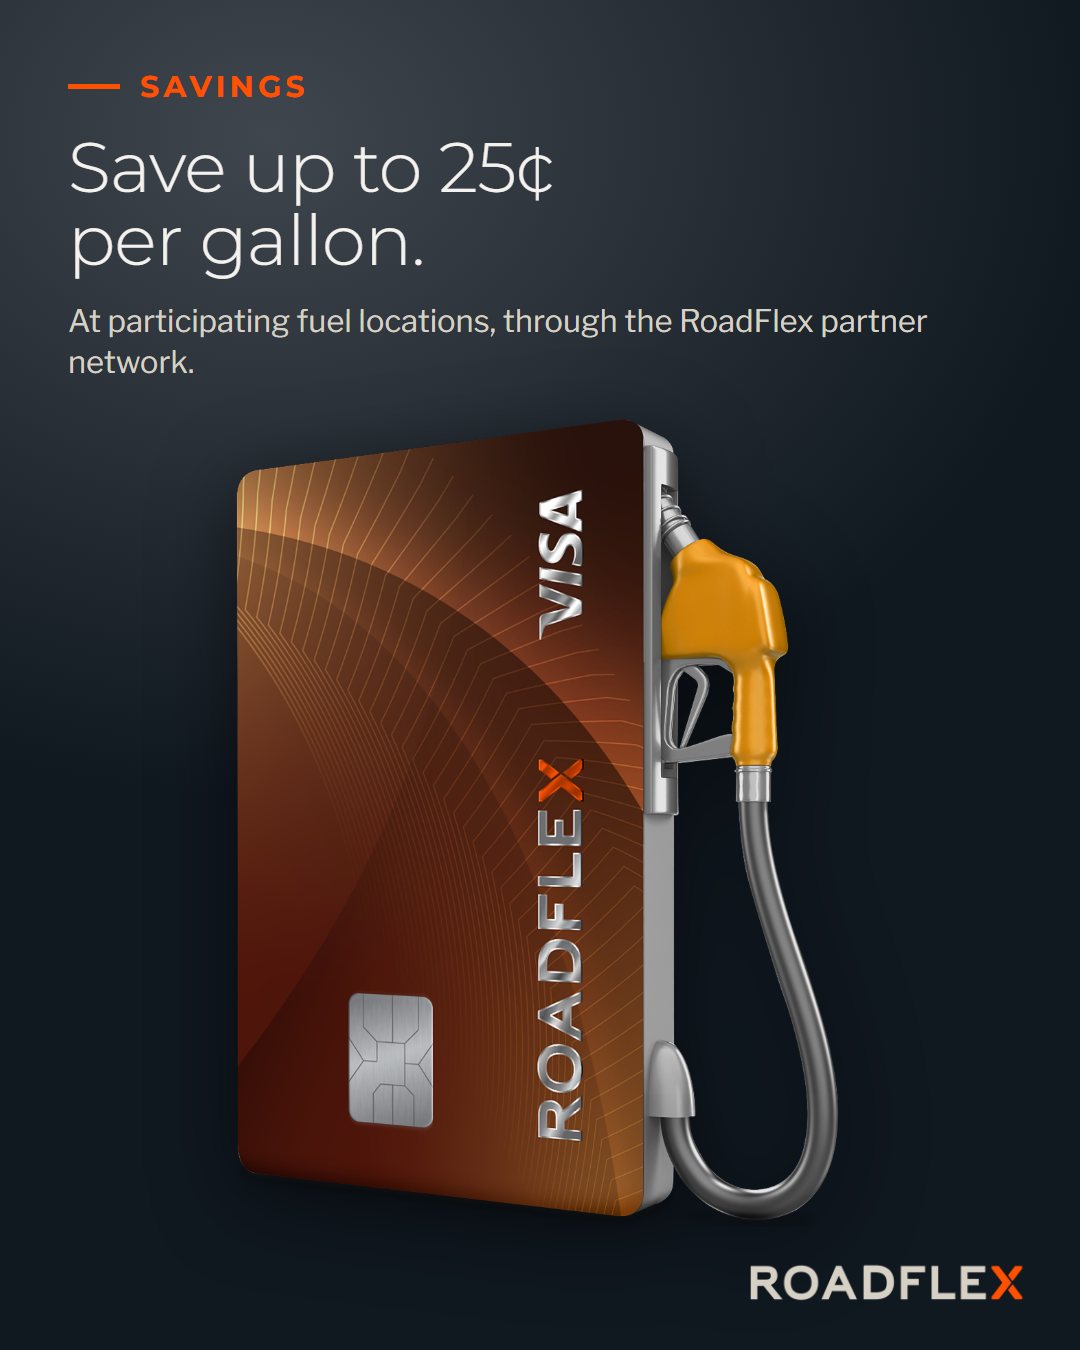 SAVINGS
Save up to 25¢
per gallon.
At participating fuel locations, through the RoadFlex partner
network.
VISA
ROADFLEX
ROADFLEX